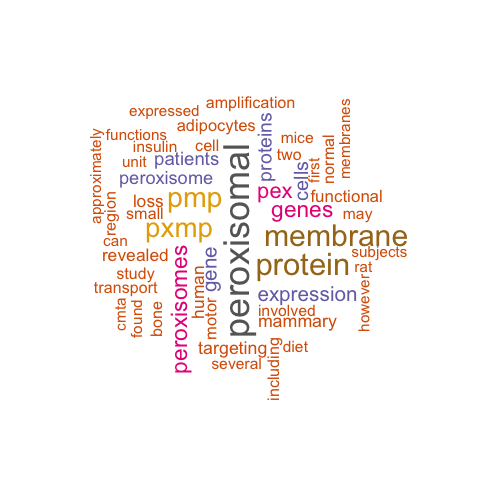 amplification
expressed
adipocytes
functions
mice
insulin
cell
proteins
two
first
normal
membranes
approximately
unit
patients
peroxisome
peroxisomal
cells
pex
functional
region
loss
pmp
genes
may
small
pxmp
membrane
can
revealed
gene
protein
subjects
study
peroxisomes
human
rat
transport
expression
however
cmta
found
bone
motor
involved
mammary
targeting
diet
several
including